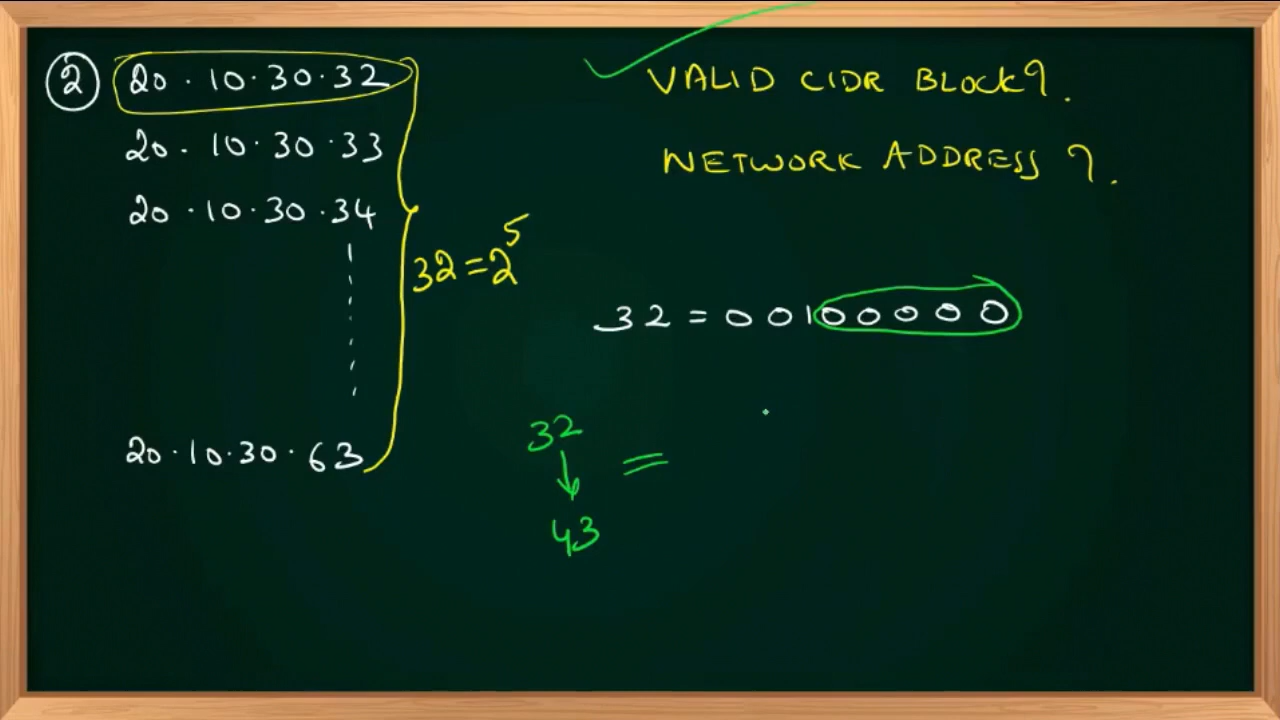 2 20.10.30.32
20.10.30.33
20.10.30.34
20.10.30.63
32=2^5
VALID CIDR BLOCK?.
NETWORK ADDRESS ?.
32 = 00100000
32
↓ =
43